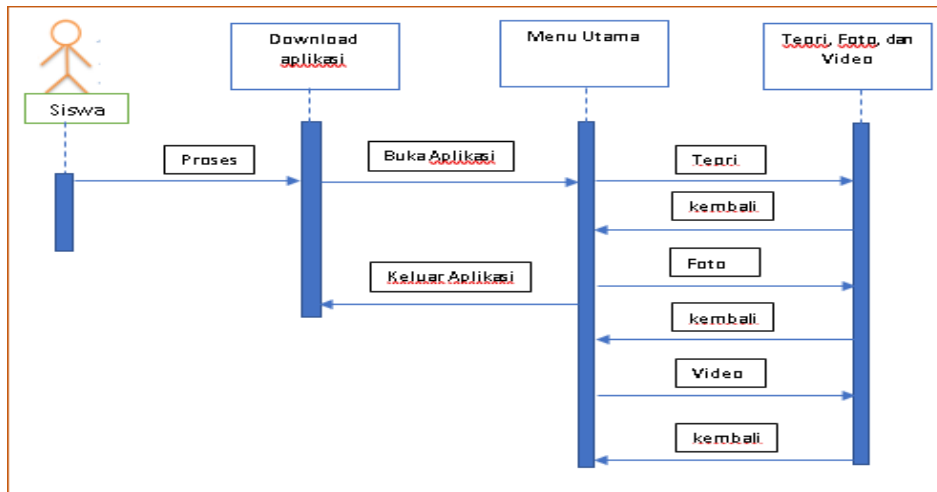 Download
aplikasi
Menu Utama
Teori, Foto, dan
Video
Siswa
Proses
Buka Aplikasi
Teori
kembali
Foto
Keluar Aplikasi
kembali
Video
kembali